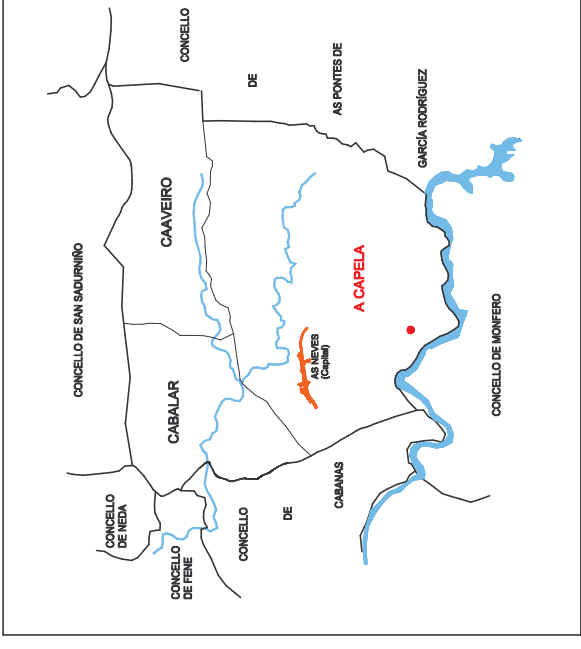 CONCELLO DE SAN SADURNIÑO
CONCELLO
DE NEDA
CAAVEIRO
CABALAR
CONCELLO
DE FENE
CONCELLO
DE
AS PONTES DE
GARCÍA RODRÍGUEZ
CONCELLO
DE
CABANAS
AS NEVES
(Capital)
A CAPELA
CONCELLO DE MONFERO